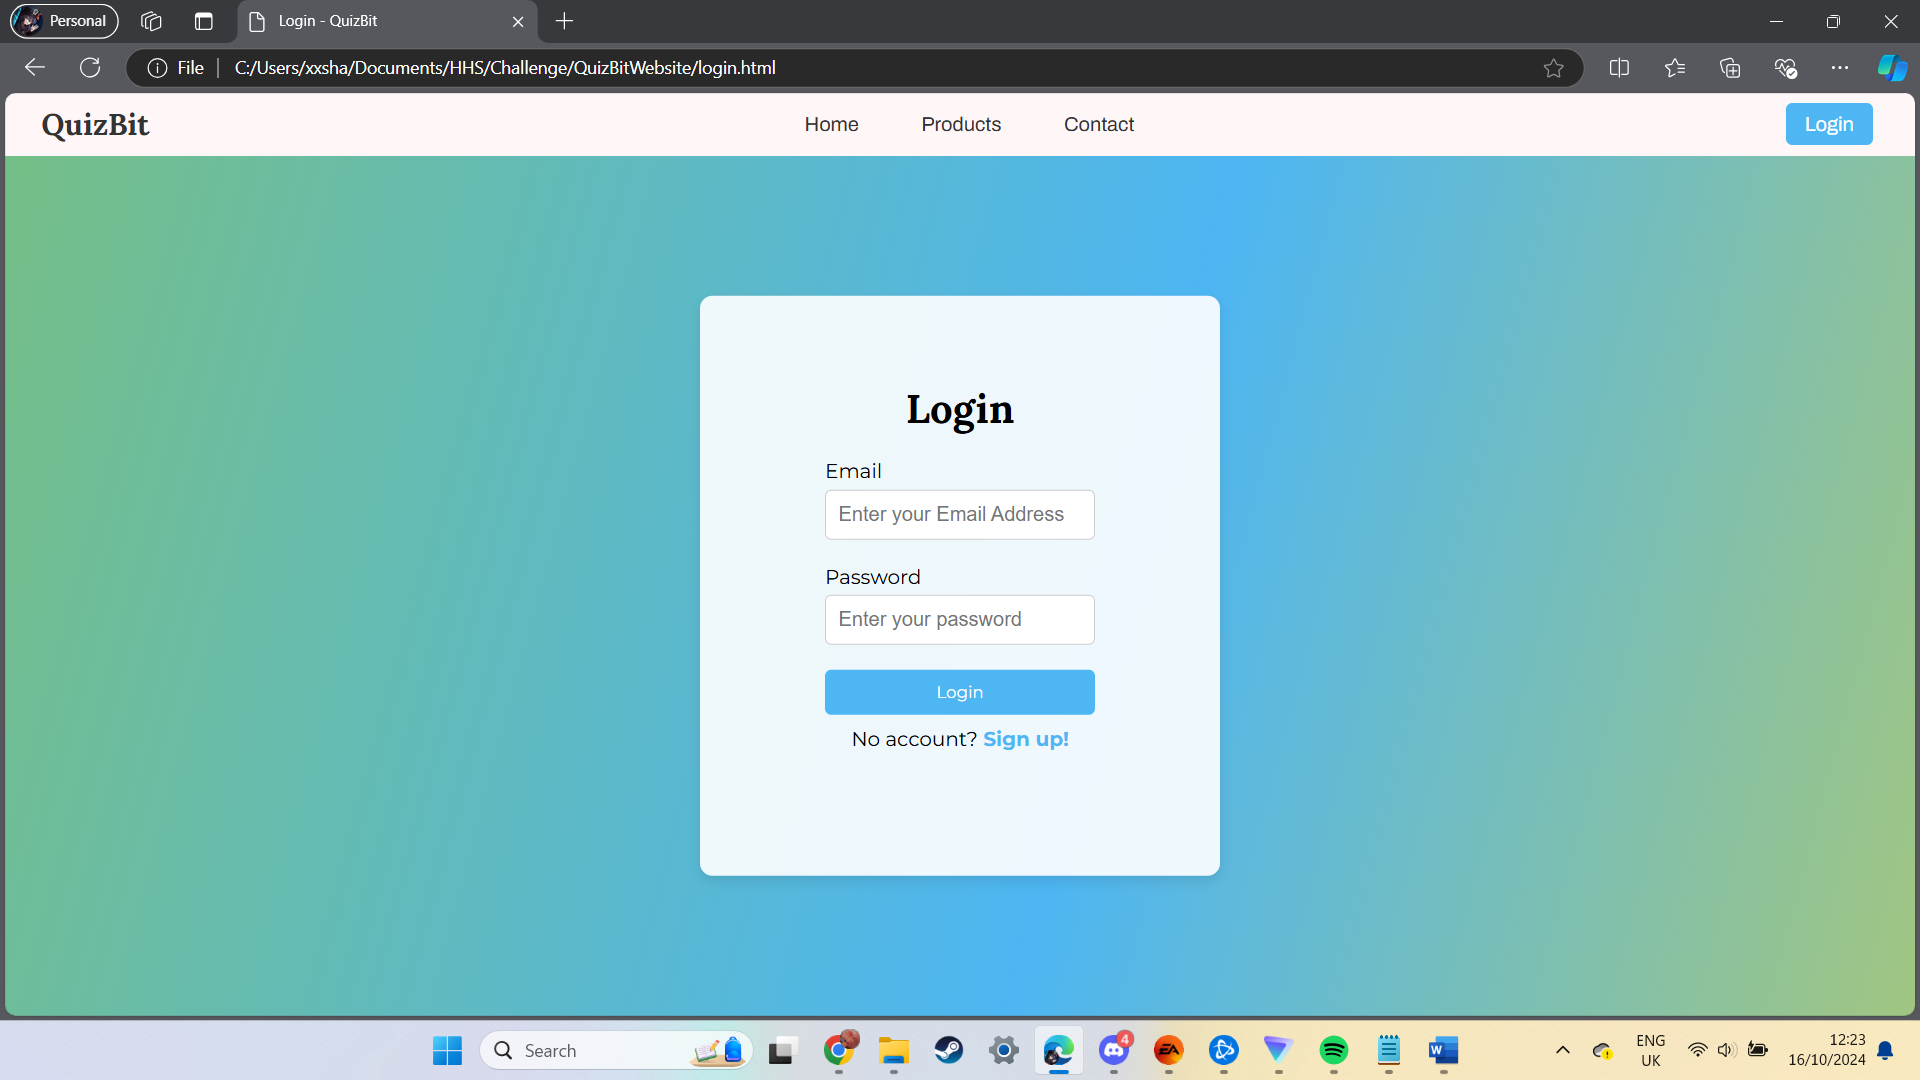 Personal
Login - QuizBit
File
C:/Users/xxsha/Documents/HHS/Challenge/QuizBitWebsite/login.html
QuizBit
Home
Products
Contact
Login
Login
Email
Enter your Email Address
Password
Enter your password
Login
No account? Sign up!
Search
4
EA
W
ENG
UK
12:23
16/10/2024